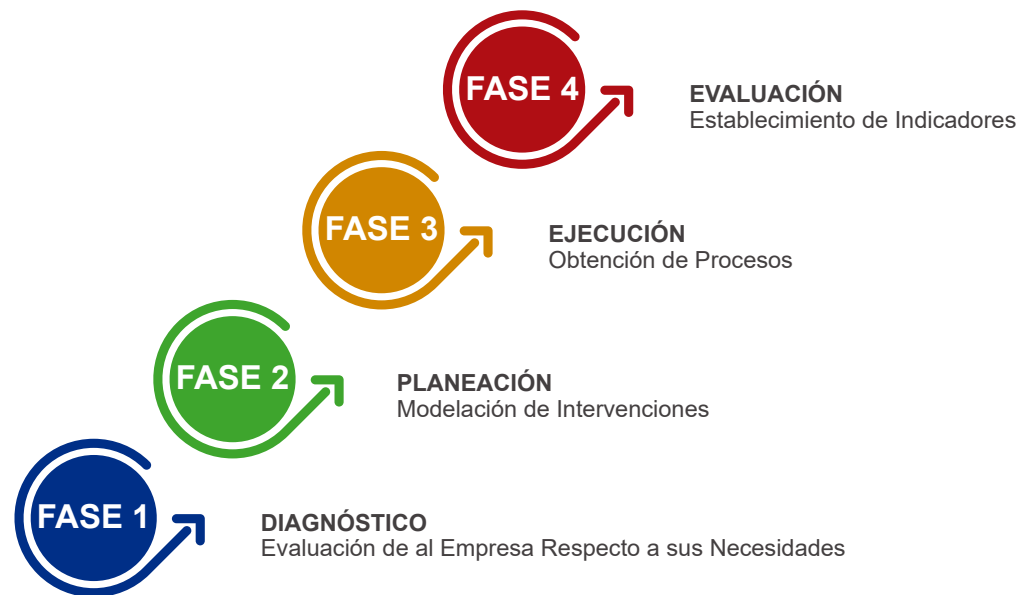 FASE 4
EVALUACIÓN
Establecimiento de Indicadores
FASE 3
EJECUCIÓN
Obtención de Procesos
FASE 2
PLANEACIÓN
Modelación de Intervenciones
FASE 1
DIAGNÓSTICO
Evaluación de al Empresa Respecto a sus Necesidades